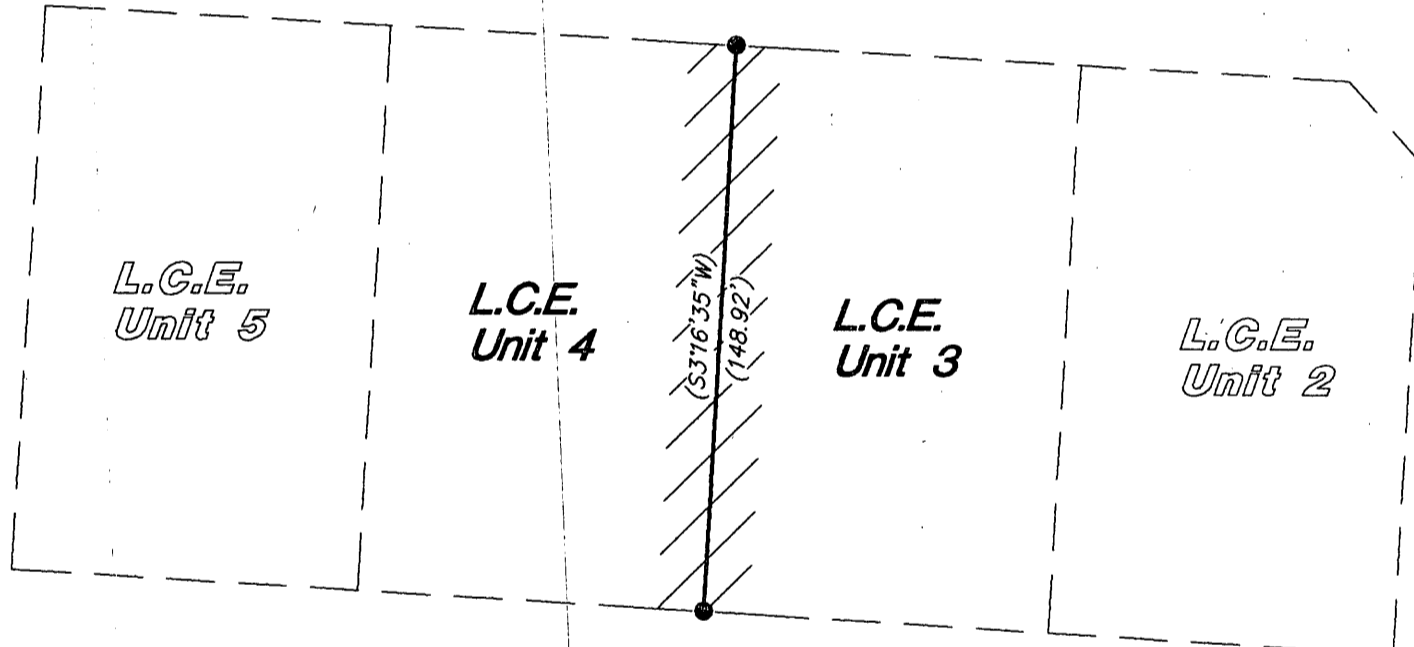 L.C.E.
Unit 5
L.C.E.
Unit 4
(S3°16'35"W)
(148.92')
L.C.E.
Unit 3
L.C.E.
Unit 2